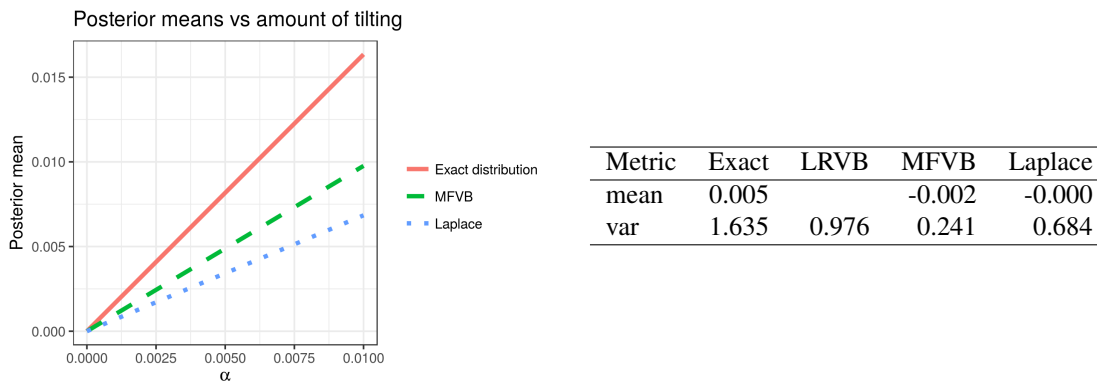 Posterior means vs amount of tilting
Posterior mean
0.015
0.010
0.005
0.000
0.0000 0.0025 0.0050 0.0075 0.0100
α
Exact distribution
MFVB
Laplace
Metric Exact LRVB MFVB Laplace
mean 0.005 -0.002 -0.000
var 1.635 0.976 0.241 0.684